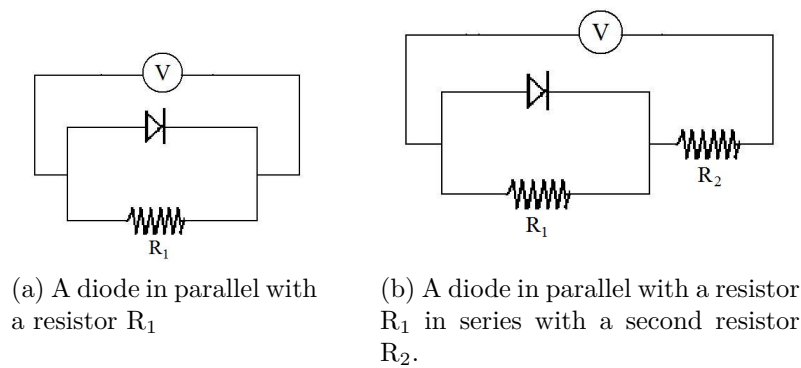 V
R₁
(a) A diode in parallel with
a resistor R₁
V
R₂
R₁
(b) A diode in parallel with a resistor
R₁ in series with a second resistor
R₂.